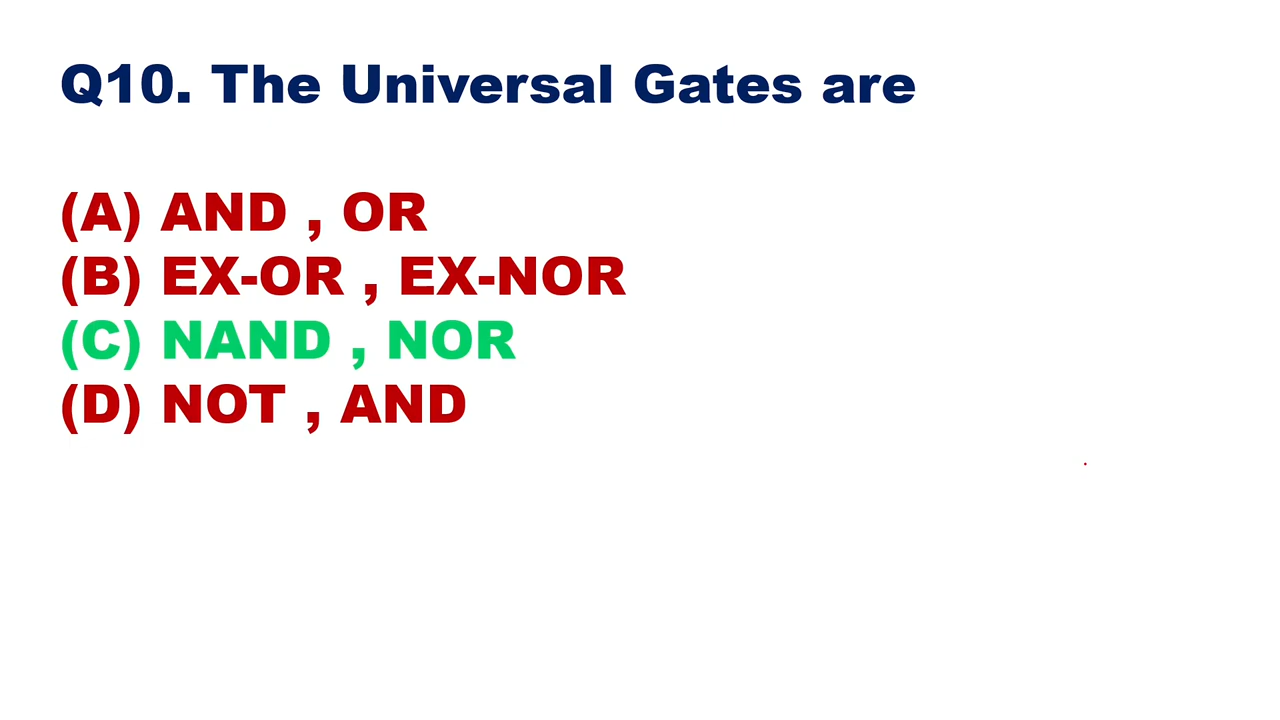 Q10. The Universal Gates are
(A) AND , OR
(B) EX-OR , EX-NOR
(C) NAND , NOR
(D) NOT , AND